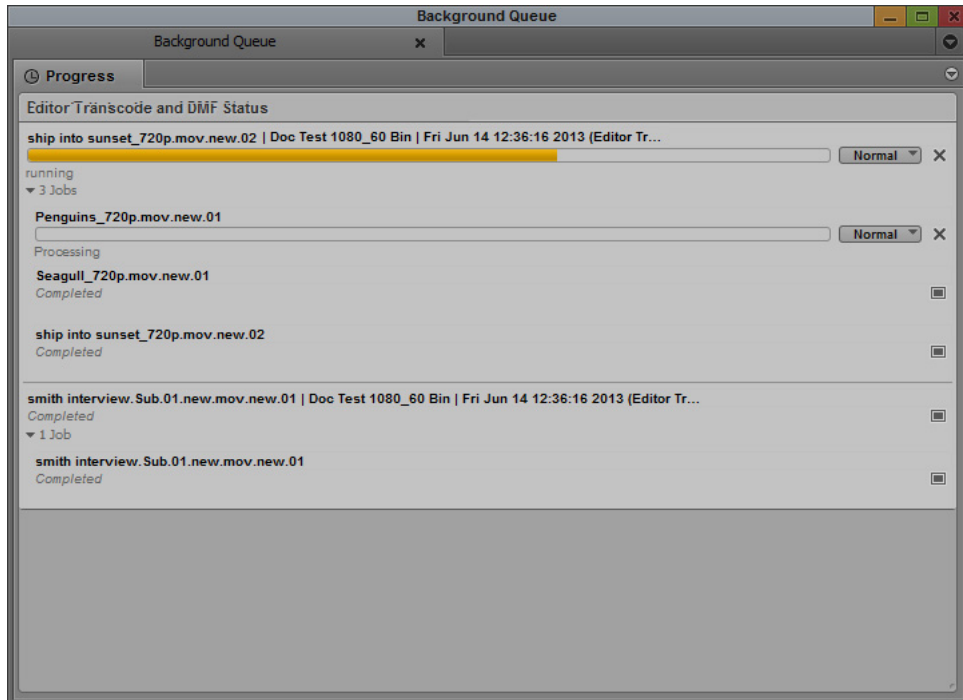 Background Queue
Background Queue
Progress
Editor Transcode and DMF Status
ship into sunset_720p.mov.new.02 | Doc Test 1080_60 Bin | Fri Jun 14 12:36:16 2013 (Editor Tr...
Normal
running
3 Jobs
Penguins_720p.mov.new.01
Normal
Processing
Seagull_720p.mov.new.01
Completed
ship into sunset_720p.mov.new.02
Completed
smith interview.Sub.01.new.mov.new.01 | Doc Test 1080_60 Bin | Fri Jun 14 12:36:16 2013 (Editor Tr...
Completed
1 Job
smith interview.Sub.01.new.mov.new.01
Completed